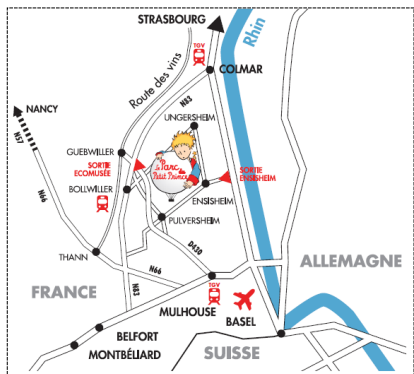 STRASBOURG
Rhin
TGV
COLMAR
Route des vins
N83
NANCY
N57
UNGERSHEIM
GUEBWILLER
SORTIE
ECOMUSÉE
le Parc
du
Petit Prince
SORTIE
ENSISHEIM
BOLLWILLER
ENSISHEIM
N66
PULVERSHEIM
D430
THANN
N66
ALLEMAGNE
FRANCE
N83
TGV
MULHOUSE
BASEL
BELFORT
MONTBÉLIARD
SUISSE